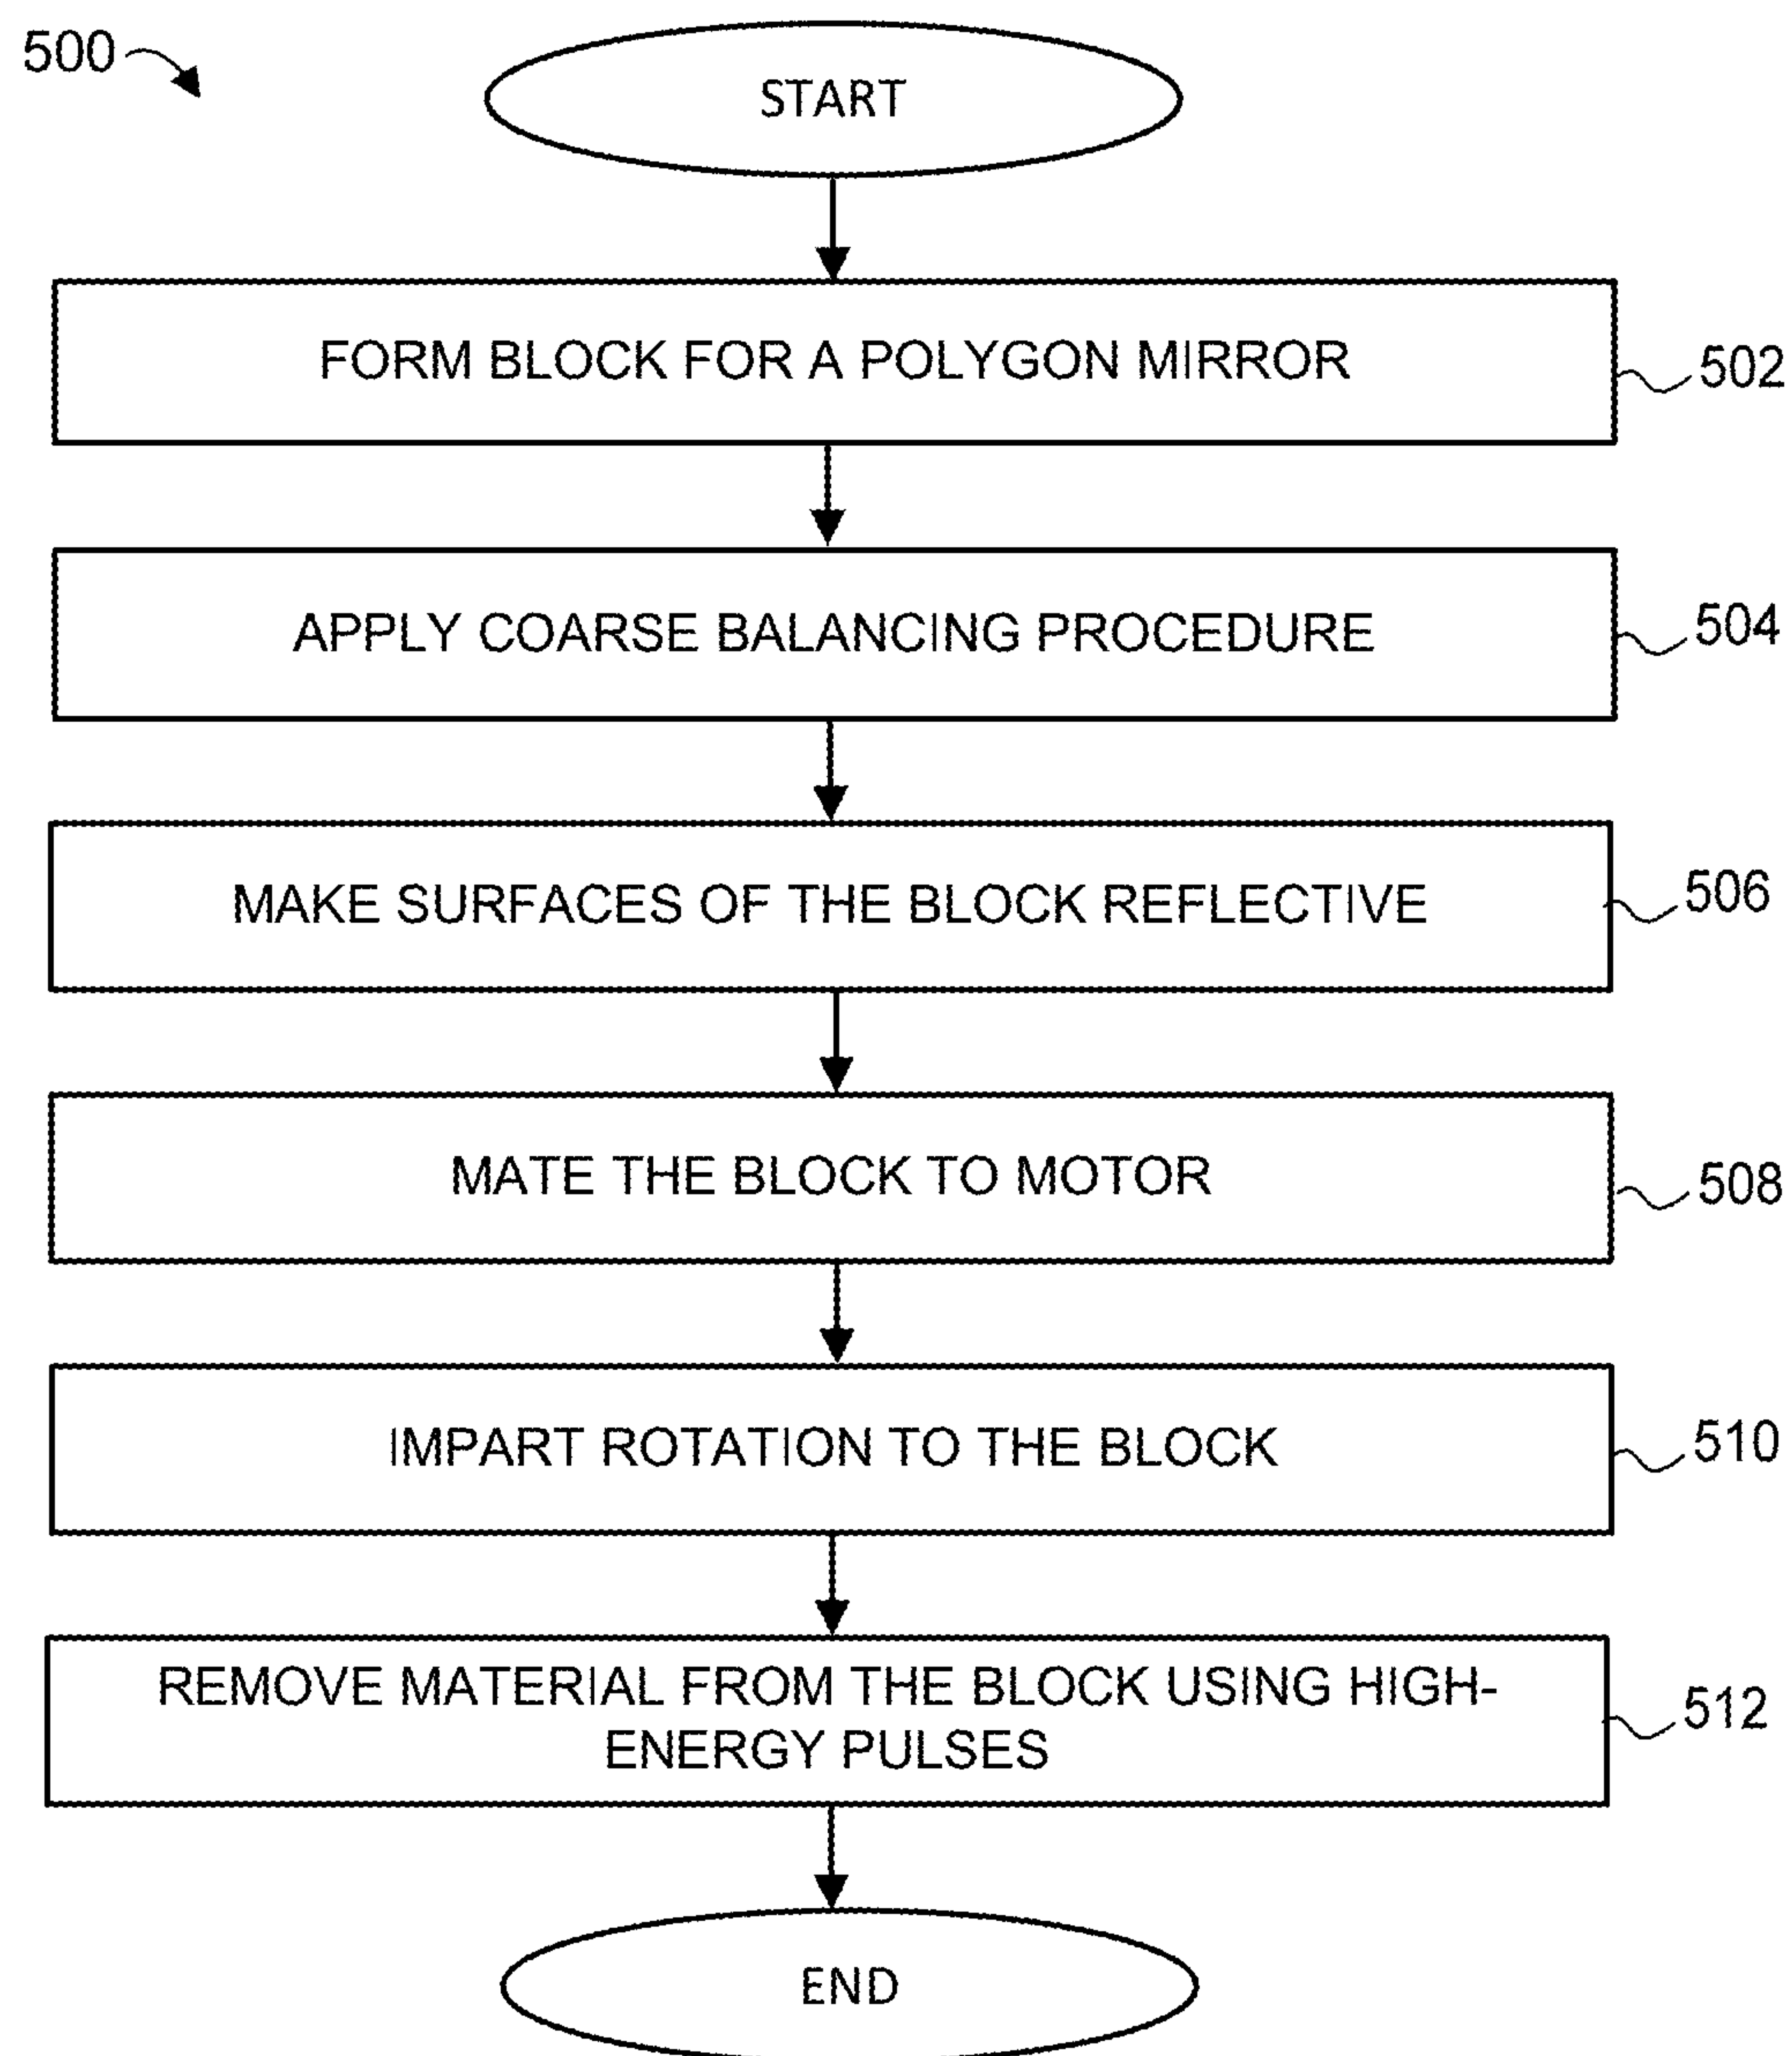 500
START
FORM BLOCK FOR A POLYGON MIRROR
502
APPLY COARSE BALANCING PROCEDURE
504
MAKE SURFACES OF THE BLOCK REFLECTIVE
506
MATE THE BLOCK TO MOTOR
508
IMPART ROTATION TO THE BLOCK
510
REMOVE MATERIAL FROM THE BLOCK USING HIGH-
ENERGY PULSES
512
END